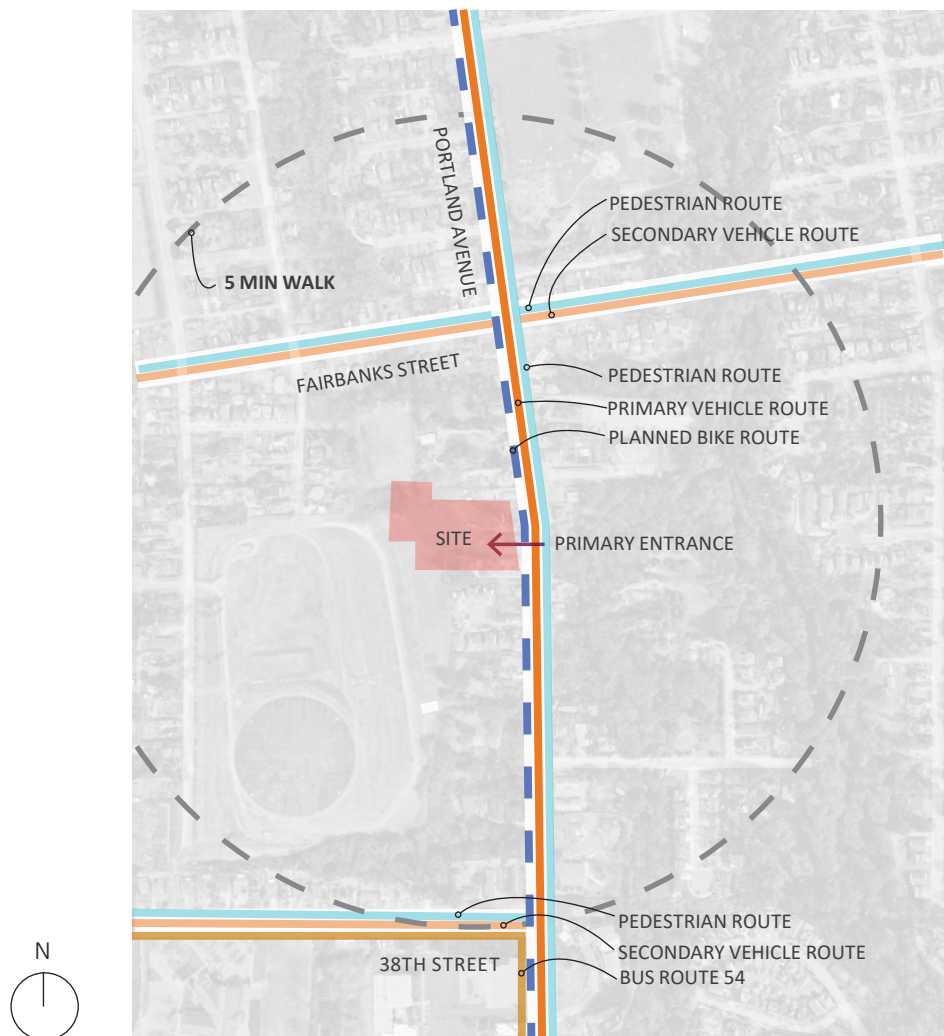 PORTLAND AVENUE
PEDESTRIAN ROUTE
SECONDARY VEHICLE ROUTE
5 MIN WALK
FAIRBANKS STREET
PEDESTRIAN ROUTE
PRIMARY VEHICLE ROUTE
PLANNED BIKE ROUTE
SITE
PRIMARY ENTRANCE
PEDESTRIAN ROUTE
SECONDARY VEHICLE ROUTE
38TH STREET
BUS ROUTE 54
N